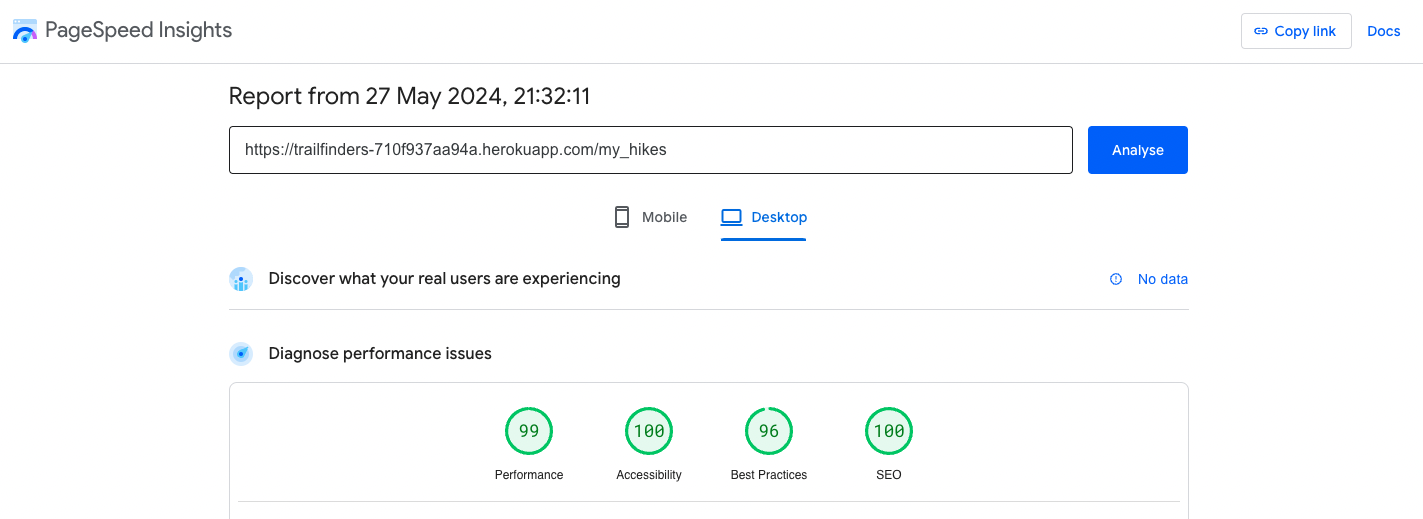 PageSpeed Insights
Copy link
Docs
Report from 27 May 2024, 21:32:11
https://trailfinders-710f937aa94a.herokuapp.com/my_hikes
Analyse
Mobile
Desktop
Discover what your real users are experiencing
No data
Diagnose performance issues
99
100
96
100
Performance
Accessibility
Best Practices
SEO